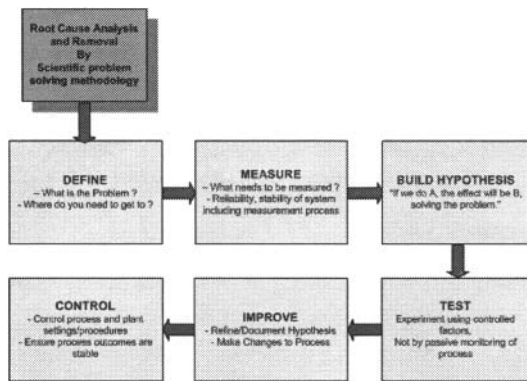 Root Cause Analysis
and Removal
By
Scientific problem
solving methodology
DEFINE
– What is the Problem ?
- Where do you need to get to ?
MEASURE
– What needs to be measured ?
- Reliability, stability of system
including measurement process
BUILD HYPOTHESIS
"If we do A, the effect will be B,
solving the problem."
CONTROL
- Control process and plant
settings/procedures
- Ensure process outcomes are
stable
IMPROVE
- Refine/Document Hypothesis
- Make Changes to Process
TEST
Experiment using controlled
factors,
Not by passive monitoring of
process